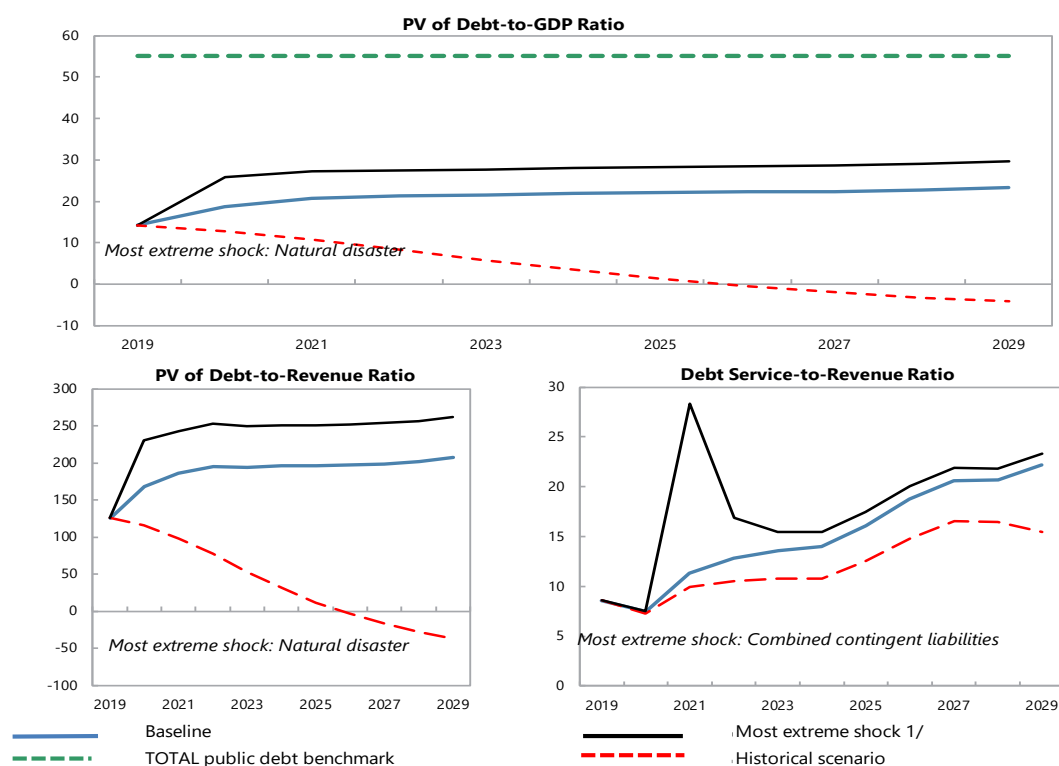 PV of Debt-to-GDP Ratio
60
50
40
30
20
10
0
-10
Most extreme shock: Natural disaster
2019 2021 2023 2025 2027 2029
PV of Debt-to-Revenue Ratio
300
250
200
150
100
50
0
-50
-100
Most extreme shock: Natural disaster
2019 2021 2023 2025 2027 2029
Debt Service-to-Revenue Ratio
30
25
20
15
10
5
0
Most extreme shock: Combined contingent liabilities
2019 2021 2023 2025 2027 2029
Baseline
Most extreme shock 1/
TOTAL public debt benchmark
Historical scenario